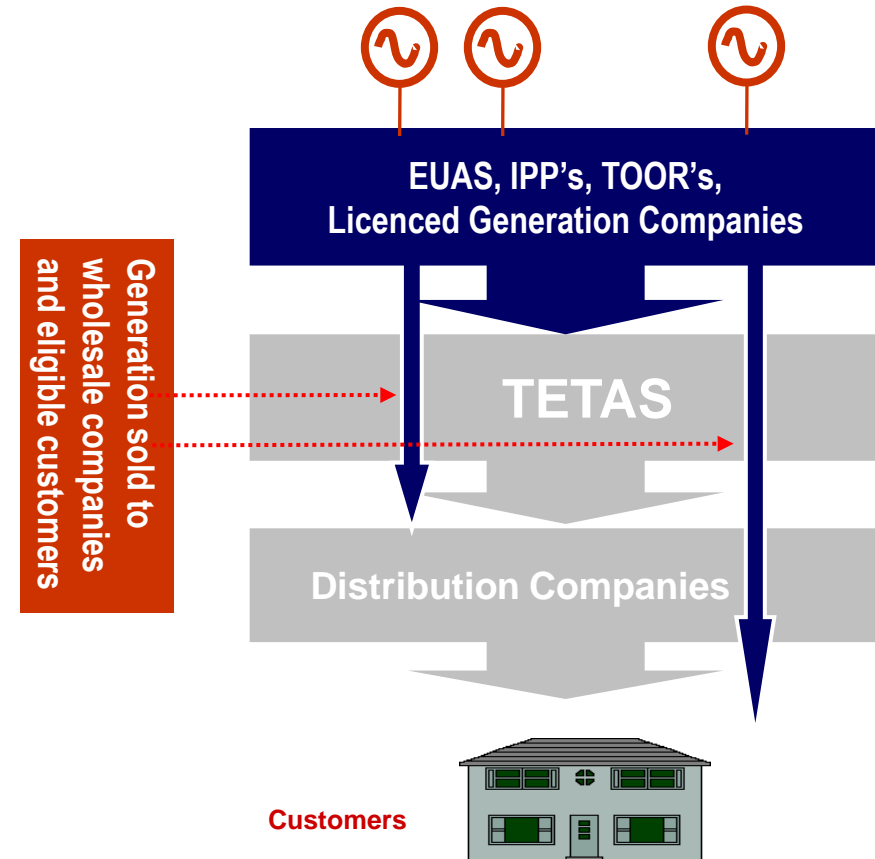 EUAS, IPP's, TOOR's,
Licenced Generation Companies
Generation sold to
wholesale companies
and eligible customers
TETAS
Distribution Companies
Customers